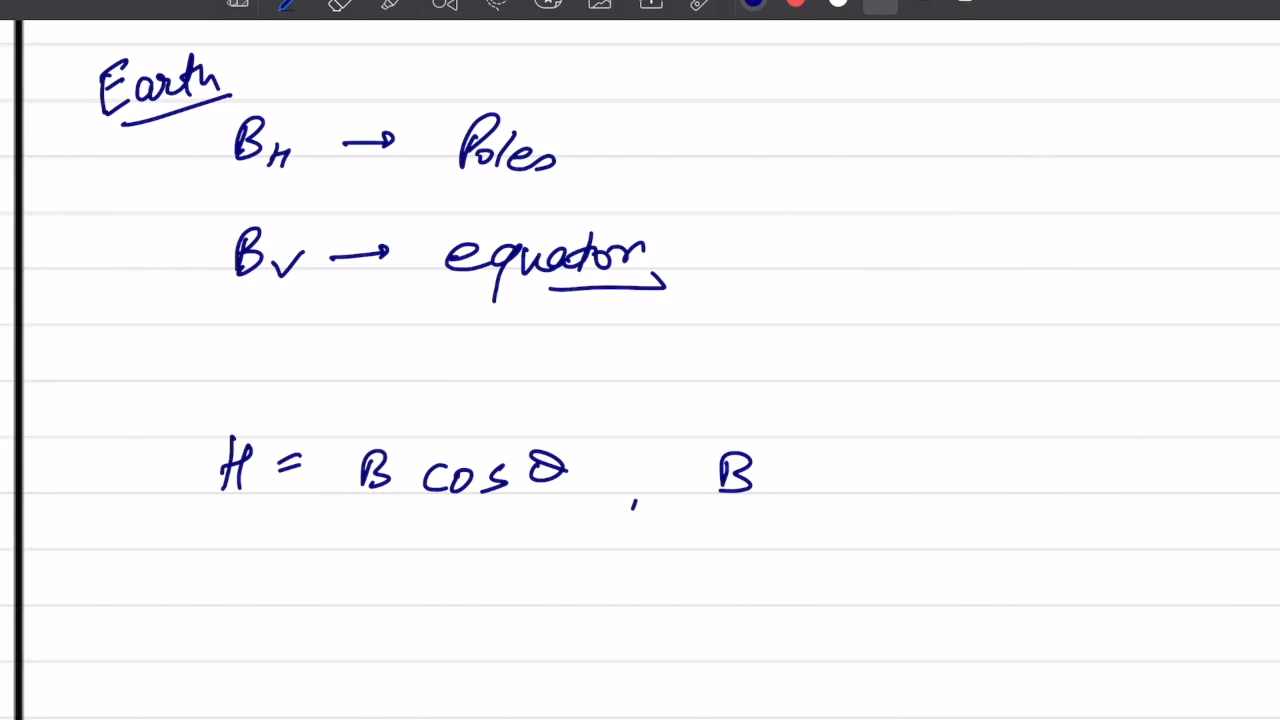 Earth
B_H → Poles
B_V → equator
H = B cos θ , B